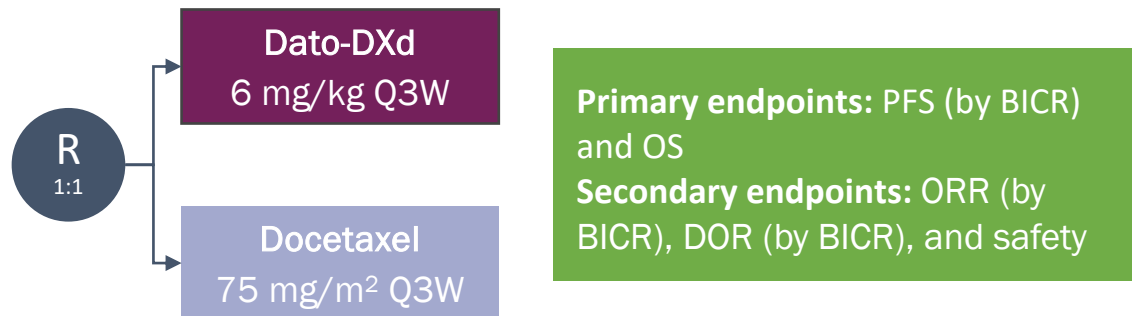 Dato-DXd
6 mg/kg Q3W
R
1:1
Docetaxel
75 mg/m² Q3W
Primary endpoints: PFS (by BICR)
and OS
Secondary endpoints: ORR (by
BICR), DOR (by BICR), and safety